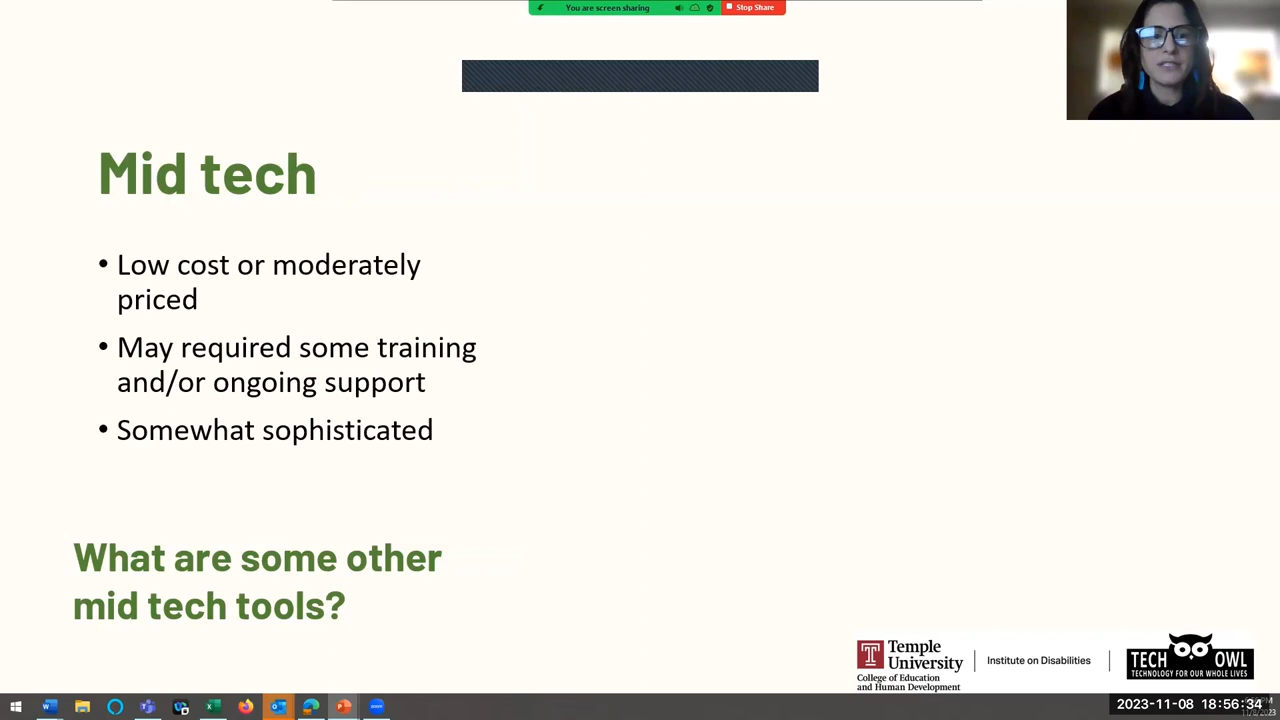 You are screen sharing
Stop Share
Mid tech
• Low cost or moderately
priced
• May required some training
and/or ongoing support
• Somewhat sophisticated
What are some other
mid tech tools?
Temple
University
College of Education
and Human Development
Institute on Disabilities
TECH OWL
TECHNOLOGY FOR OUR WHOLE LIVES
2023-11-08 18:56:34